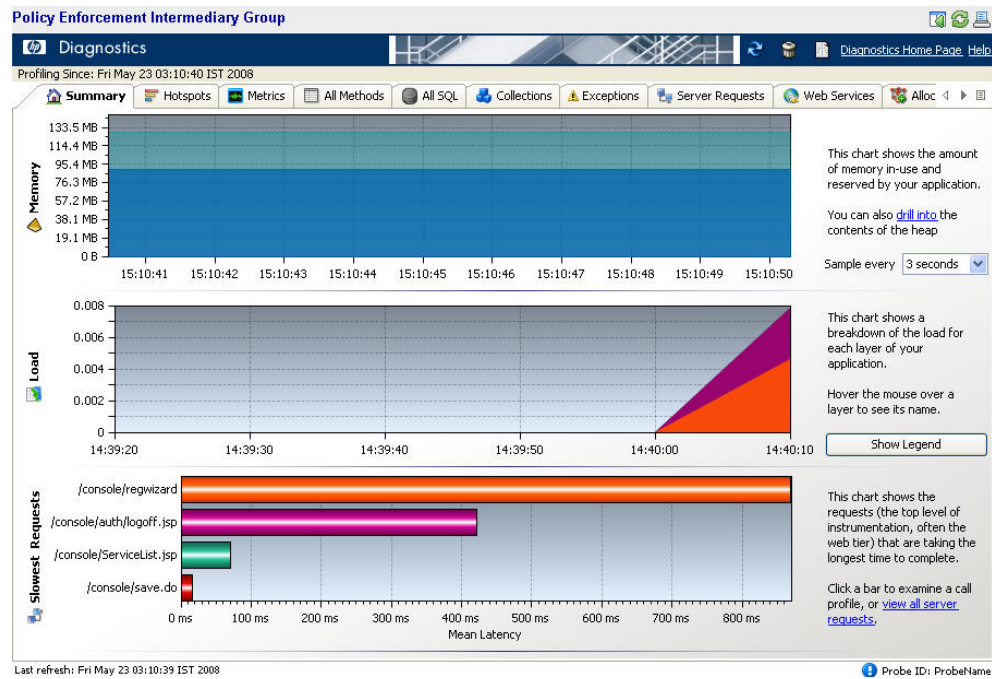 Policy Enforcement Intermediary Group
hp Diagnostics
Diagnostics Home Page Help
Profiling Since: Fri May 23 03:10:40 IST 2008
Summary Hotspots Metrics All Methods All SQL Collections Exceptions Server Requests Web Services Alloc
Memory
133.5 MB
114.4 MB
95.4 MB
76.3 MB
57.2 MB
38.1 MB
19.1 MB
0 B
15:10:41 15:10:42 15:10:43 15:10:44 15:10:45 15:10:46 15:10:47 15:10:48 15:10:49 15:10:50
This chart shows the amount
of memory in-use and
reserved by your application.
You can also drill into the
contents of the heap
Sample every 3 seconds
Load
0.008
0.006
0.004
0.002
0
14:39:20 14:39:30 14:39:40 14:39:50 14:40:00 14:40:10
This chart shows a
breakdown of the load for
each layer of your
application.
Hover the mouse over a
layer to see its name.
Show Legend
Slowest Requests
/console/regwizard
/console/auth/logoff.jsp
/console/ServiceList.jsp
/console/save.do
0 ms 100 ms 200 ms 300 ms 400 ms 500 ms 600 ms 700 ms 800 ms
Mean Latency
This chart shows the
requests (the top level of
instrumentation, often the
web tier) that are taking the
longest time to complete.
Click a bar to examine a call
profile, or view all server
requests.
Last refresh: Fri May 23 03:10:39 IST 2008
Probe ID: ProbeName